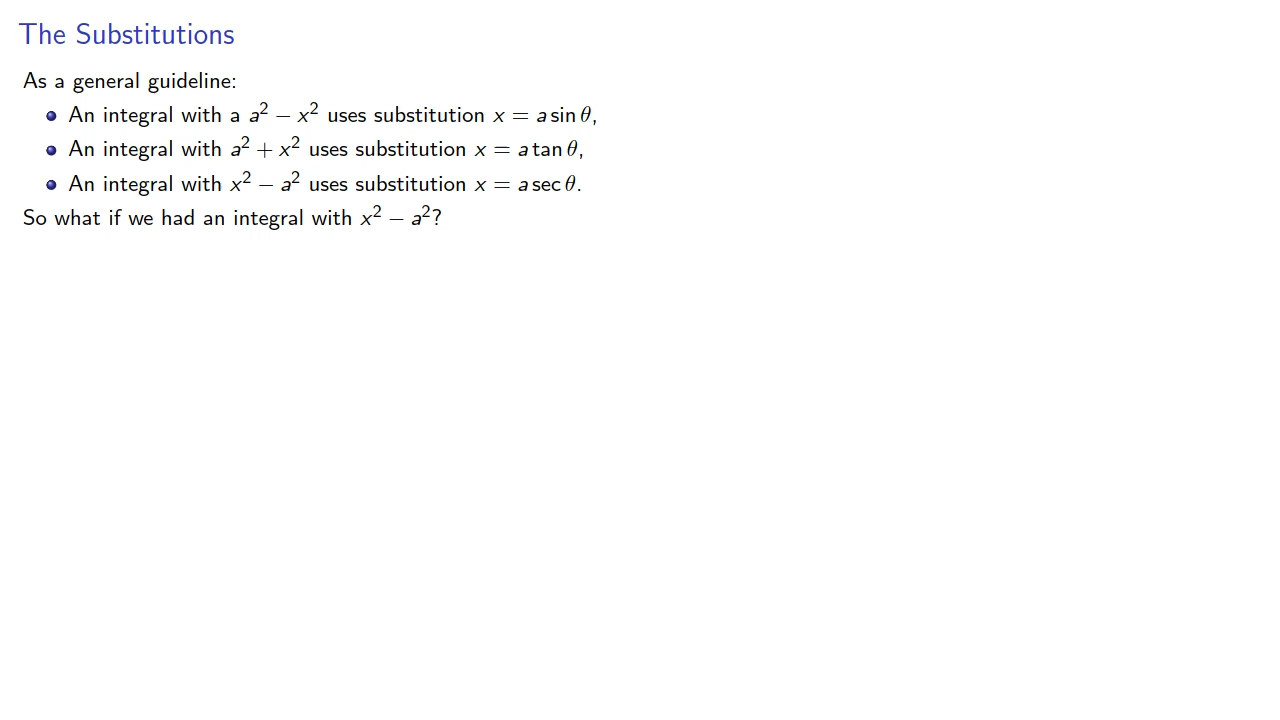 The Substitutions
As a general guideline:
An integral with a a² − x² uses substitution x = a sin θ,
An integral with a² + x² uses substitution x = a tan θ,
An integral with x² − a² uses substitution x = a sec θ.
So what if we had an integral with x² − a²?